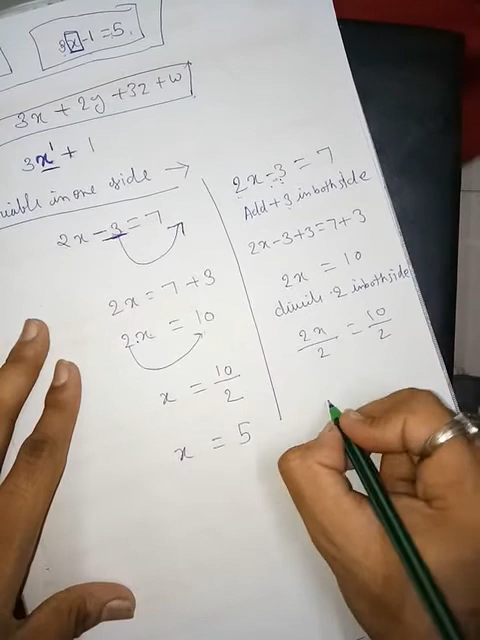 3x-1=5.
3x + 2y + 3z + w
3x¹ + 1
riable in one side →
2x - 3 = 7
2x = 7 + 3
2x = 10
x = 10/2
x = 5
2x - 3 = 7
Add + 3 in both side
2x - 3 + 3 = 7 + 3
2x = 10
divide 2 in both side
2x/2 = 10/2